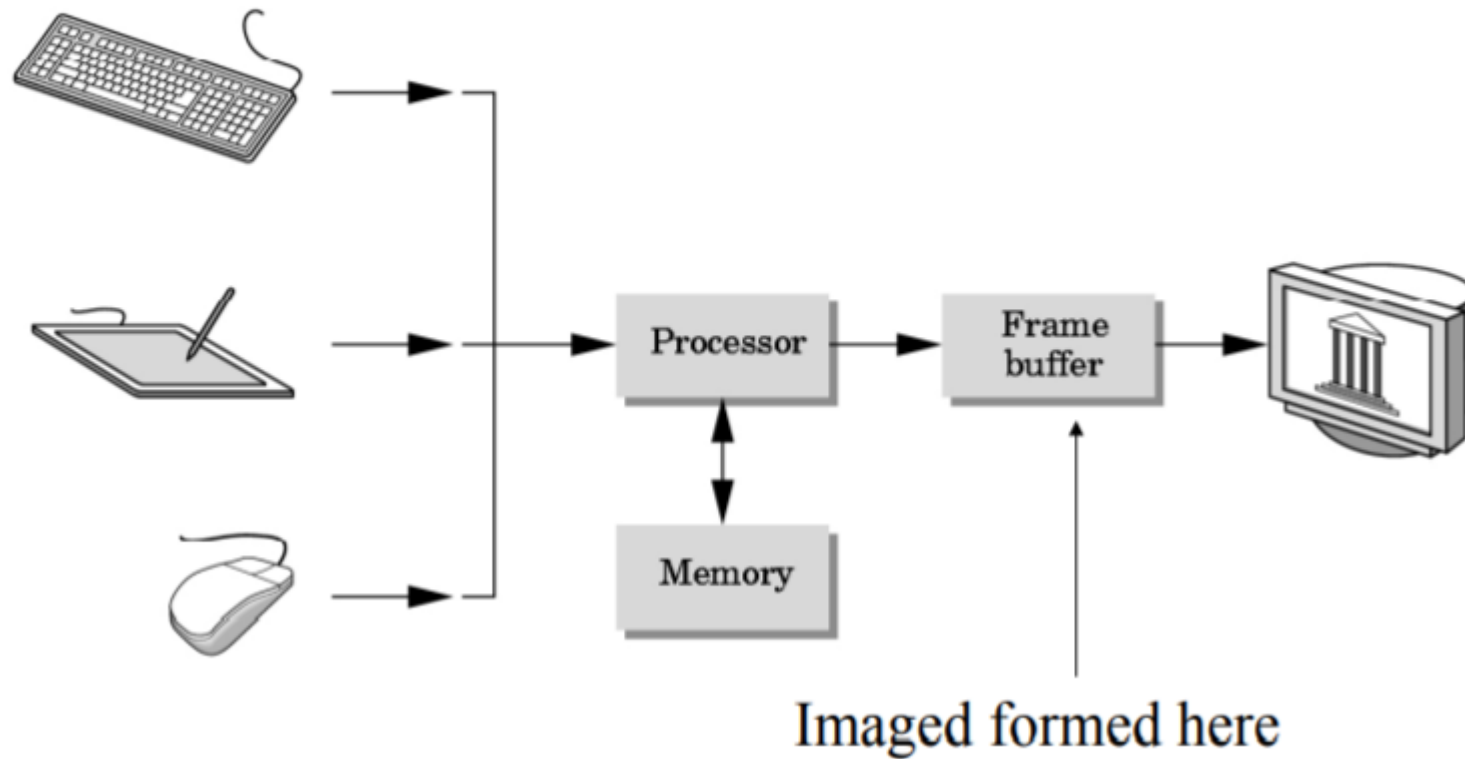 Processor
Frame
buffer
Memory
Imaged formed here